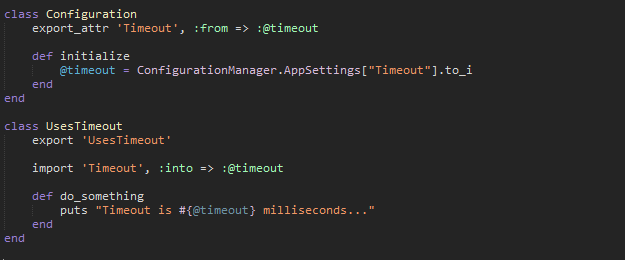 class Configuration
    export_attr 'Timeout', :from => :@timeout

    def initialize
        @timeout = ConfigurationManager.AppSettings["Timeout"].to_i
    end
end

class UsesTimeout
    export 'UsesTimeout'

    import 'Timeout', :into => :@timeout

    def do_something
        puts "Timeout is #{@timeout} milliseconds..."
    end
end